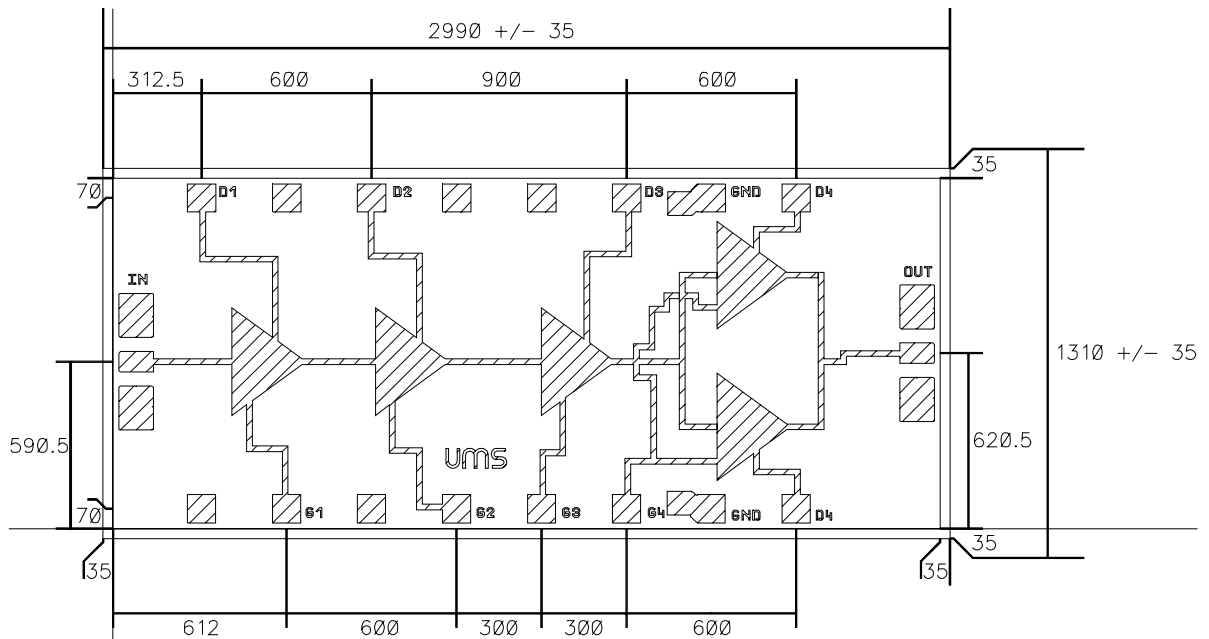 2990 +/- 35
312.5 600 900 600
35
70
D1 D2 D3 GND D4
IN OUT
1310 +/- 35
590.5 620.5
UMS
70 G1 G2 G3 G4 GND D4
35
35 35
612 600 300 300 600